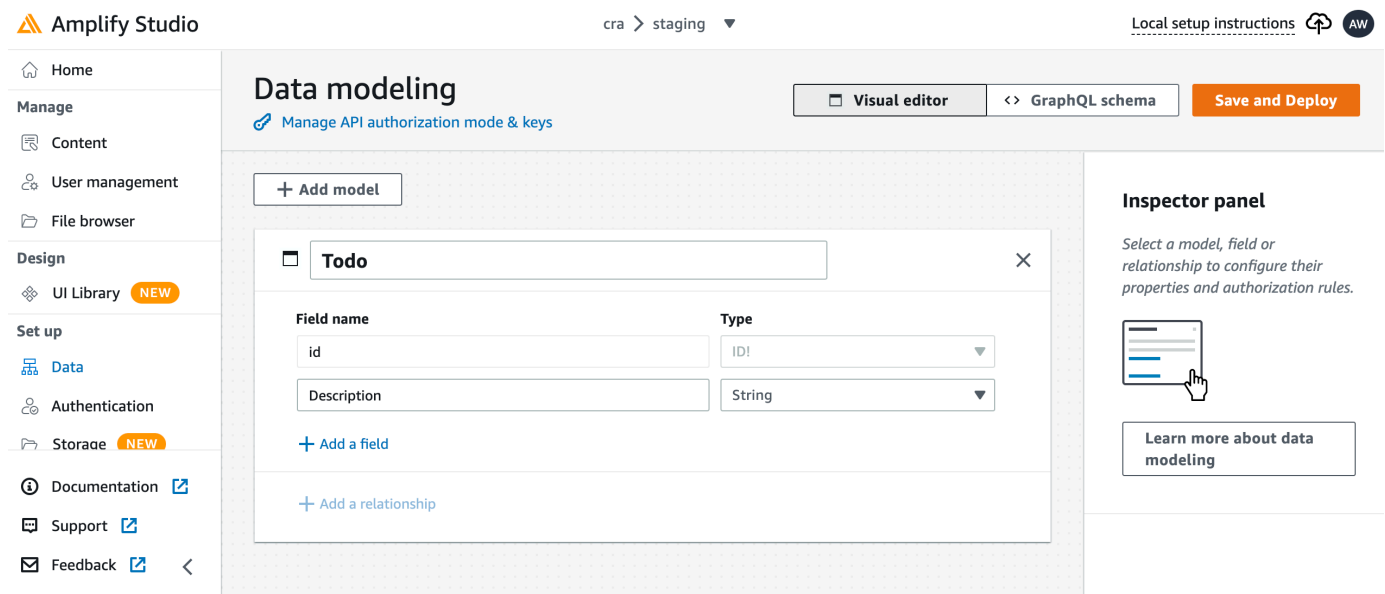 Amplify Studio
cra
staging
Local setup instructions
AW
Home
Manage
Content
User management
File browser
Design
UI Library NEW
Set up
Data
Authentication
Storage NEW
Documentation
Support
Feedback
Data modeling
Manage API authorization mode & keys
Visual editor
<> GraphQL schema
Save and Deploy
+ Add model
Todo
Field name Type
id ID!
Description String
+ Add a field
+ Add a relationship
Inspector panel
Select a model, field or
relationship to configure their
properties and authorization rules.
Learn more about data
modeling